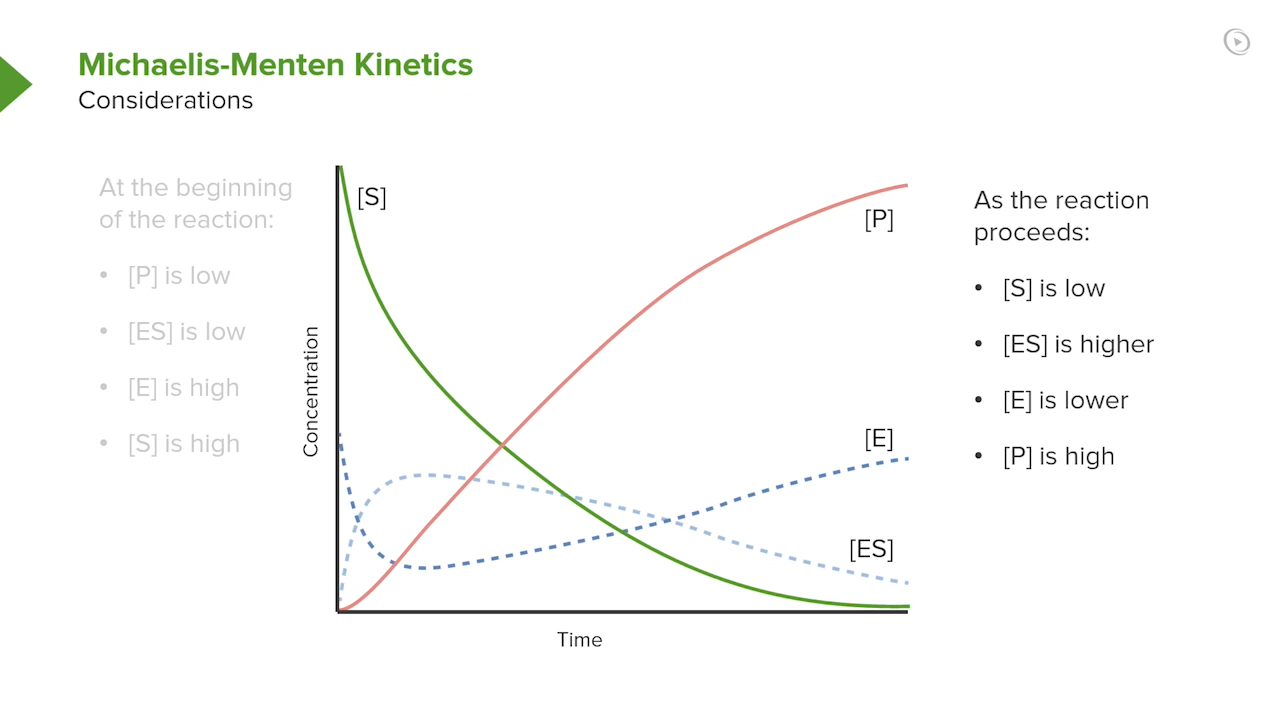 Michaelis-Menten Kinetics
Considerations
At the beginning
of the reaction:
• [P] is low
• [ES] is low
• [E] is high
• [S] is high
Concentration
[S]
[P]
[E]
[ES]
Time
As the reaction
proceeds:
• [S] is low
• [ES] is higher
• [E] is lower
• [P] is high